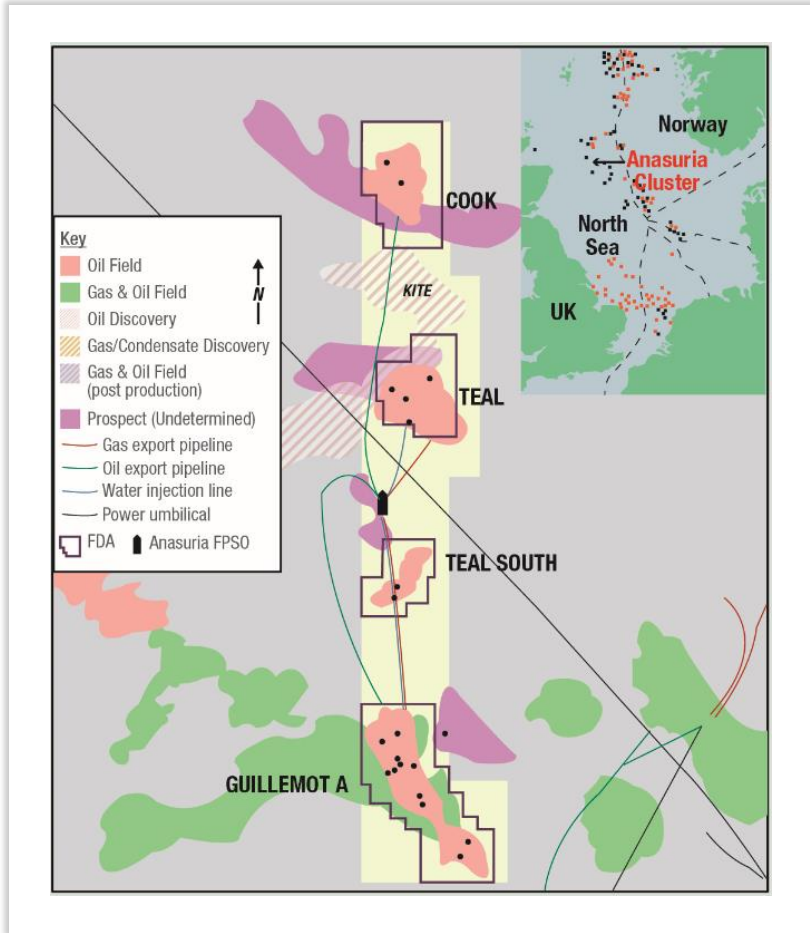 Norway
Anasuria
Cluster
North
Sea
UK
COOK
KITE
TEAL
TEAL SOUTH
GUILLEMOT A
Key
Oil Field
Gas & Oil Field
Oil Discovery
Gas/Condensate Discovery
Gas & Oil Field
(post production)
Prospect (Undetermined)
Gas export pipeline
Oil export pipeline
Water injection line
Power umbilical
FDA Anasuria FPSO
N